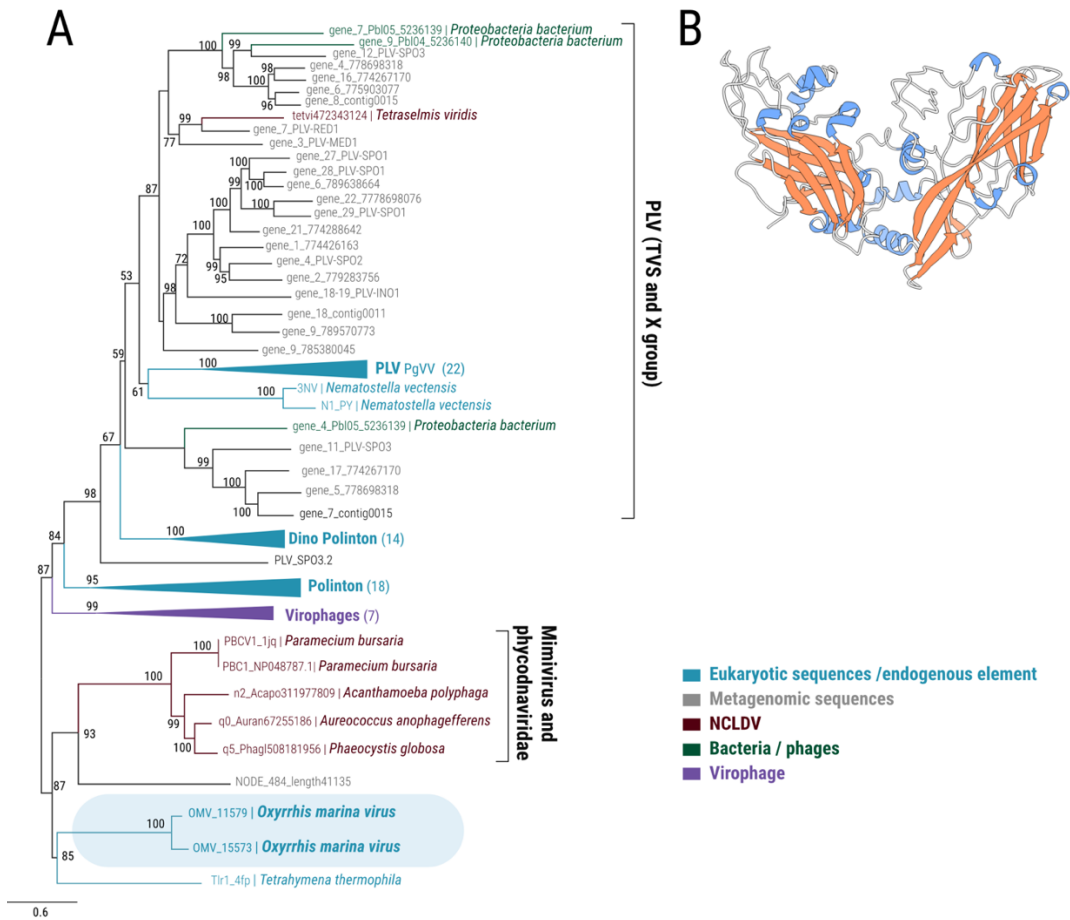 A
B
100
gene_7_Pbl05_5236139 | Proteobacteria bacterium
99
gene_9_Pbl04_5236140 | Proteobacteria bacterium
gene_12_PLV-SPO3
98
98
gene_4_778698318
100
gene_16_774267170
gene_6_775903077
96
gene_8_contig0015
tetvi472343124 | Tetraselmis viridis
99
gene_7_PLV-RED1
77
gene_3_PLV-MED1
gene_27_PLV-SPO1
100
gene_28_PLV-SPO1
100
99
gene_6_789638664
87
gene_22_7778698076
100
gene_29_PLV-SPO1
gene_21_774288642
gene_1_774426163
72
99
gene_4_PLV-SPO2
95
gene_2_779283756
53
98
gene_18-19_PLV-INO1
gene_18_contig0011
100
gene_9_789570773
gene_9_785380045
59
100
PLV PgVV (22)
61
3NV | Nematostella vectensis
100
N1_PY | Nematostella vectensis
gene_4_Pbl05_5236139 | Proteobacteria bacterium
67
gene_11_PLV-SPO3
99
gene_17_774267170
100
gene_5_778698318
98
100
gene_7_contig0015
PLV (TVS and X group)
100
Dino Polinton (14)
84
PLV_SPO3.2
87
95
Polinton (18)
99
Virophages (7)
PBCV1_1jq | Paramecium bursaria
100
PBC1_NP048787.1 | Paramecium bursaria
100
n2_Acapo311977809 | Acanthamoeba polyphaga
99
q0_Auran67255186 | Aureococcus anophagefferens
93
100
q5_Phagl508181956 | Phaeocystis globosa
Mimivirus and
phycodnaviridae
87
NODE_484_length41135
OMV_11579 | Oxyrrhis marina virus
100
OMV_15573 | Oxyrrhis marina virus
85
Tlr1_4fp | Tetrahymena thermophila
0.6
Eukaryotic sequences /endogenous element
Metagenomic sequences
NCLDV
Bacteria / phages
Virophage